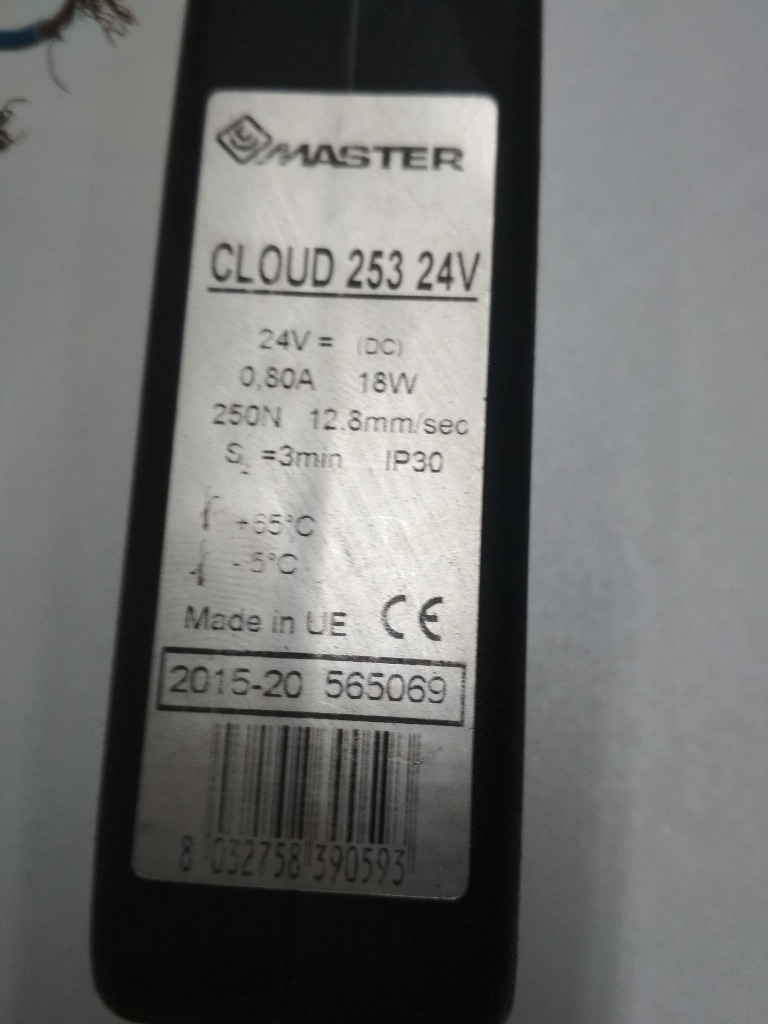 MASTER
CLOUD 253 24V
24V = (DC)
0,80A 18W
250N 12.8mm/sec
S2 =3min IP30
+65°C
- 5°C
Made in UE CE
2015-20 565069
8 032758 390593